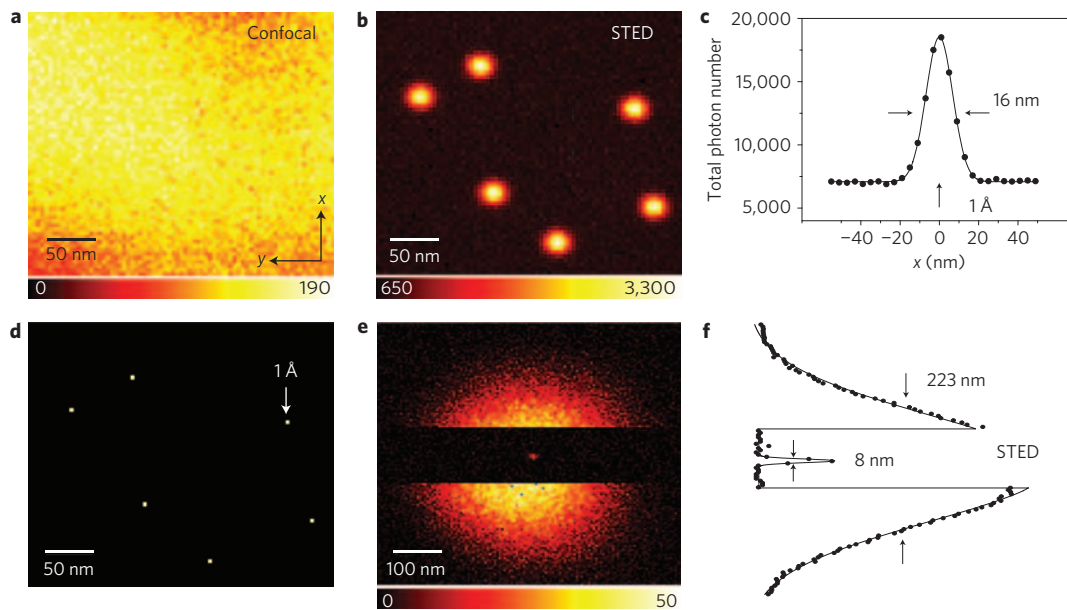 a
Confocal
x
y
50 nm
0 190
b
STED
50 nm
650 3,300
c
Total photon number
20,000
15,000
10,000
5,000
16 nm
1 Å
−40 −20 0 20 40
x (nm)
d
1 Å
50 nm
e
100 nm
0 50
f
223 nm
8 nm
STED